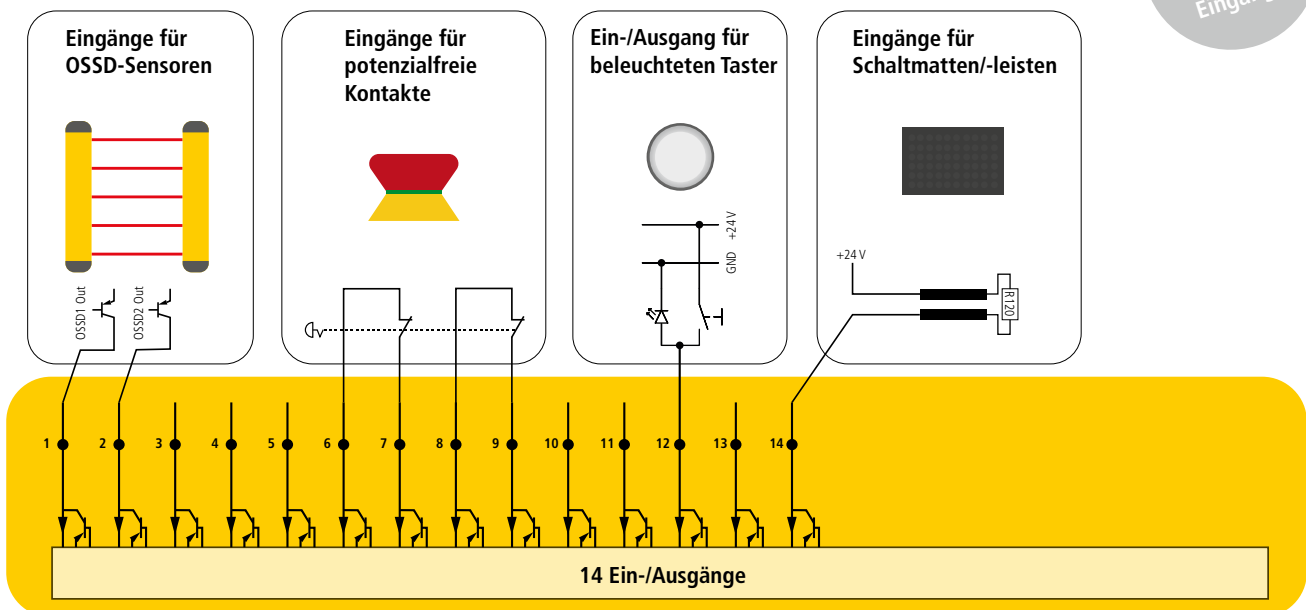 Eingänge für
OSSD-Sensoren
Eingänge für
potenzialfreie
Kontakte
Ein-/Ausgang für
beleuchteten Taster
Eingänge für
Schaltmatten/-leisten
OSSD1 Out
OSSD2 Out
+24 V
GND
+24 V
R120
1
2
3
4
5
6
7
8
9
10
11
12
13
14
14 Ein-/Ausgänge